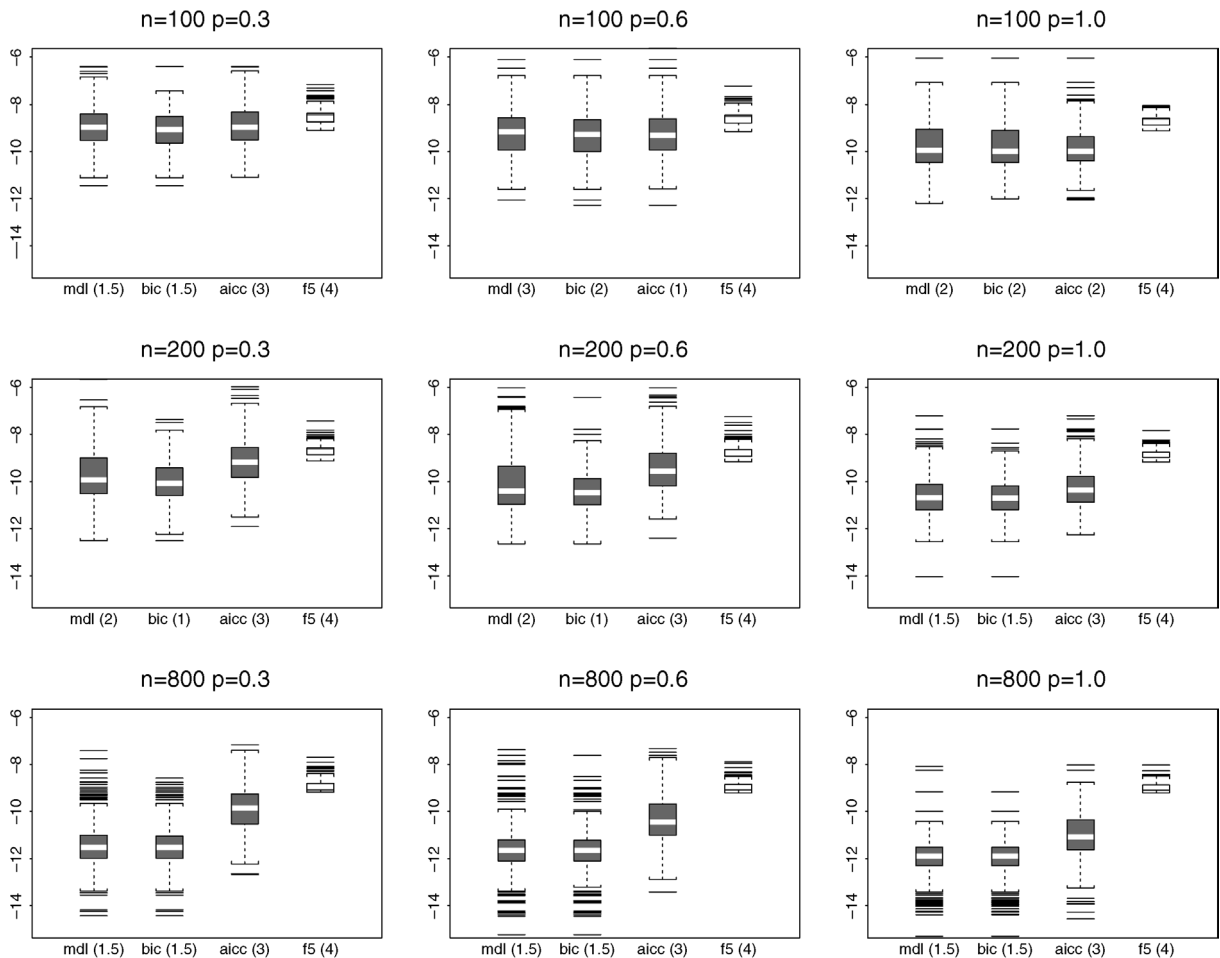 n=100 p=0.3
n=100 p=0.6
n=100 p=1.0
-6
-8
-10
-12
-14
mdl (1.5) bic (1.5) aicc (3) f5 (4)
-6
-8
-10
-12
-14
mdl (3) bic (2) aicc (1) f5 (4)
-6
-8
-10
-12
-14
mdl (2) bic (2) aicc (2) f5 (4)
n=200 p=0.3
n=200 p=0.6
n=200 p=1.0
-6
-8
-10
-12
-14
mdl (2) bic (1) aicc (3) f5 (4)
-6
-8
-10
-12
-14
mdl (2) bic (1) aicc (3) f5 (4)
-6
-8
-10
-12
-14
mdl (1.5) bic (1.5) aicc (3) f5 (4)
n=800 p=0.3
n=800 p=0.6
n=800 p=1.0
-6
-8
-10
-12
-14
mdl (1.5) bic (1.5) aicc (3) f5 (4)
-6
-8
-10
-12
-14
mdl (1.5) bic (1.5) aicc (3) f5 (4)
-6
-8
-10
-12
-14
mdl (1.5) bic (1.5) aicc (3) f5 (4)